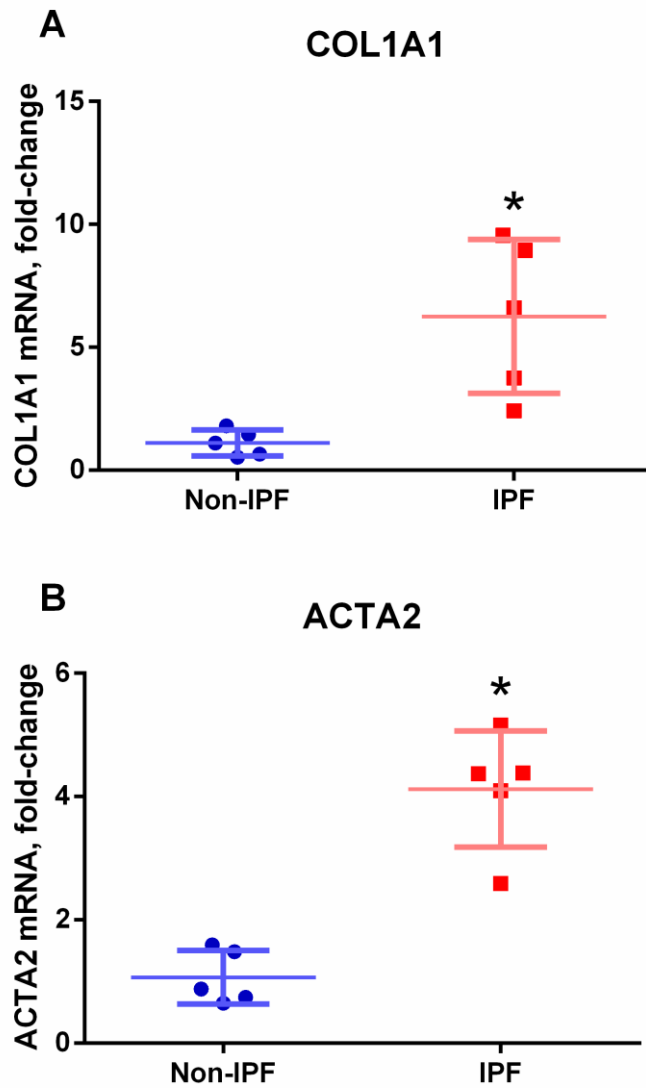 A
COL1A1
COL1A1 mRNA, fold-change
15
10
5
0
*
Non-IPF
IPF
B
ACTA2
ACTA2 mRNA, fold-change
6
4
2
0
*
Non-IPF
IPF